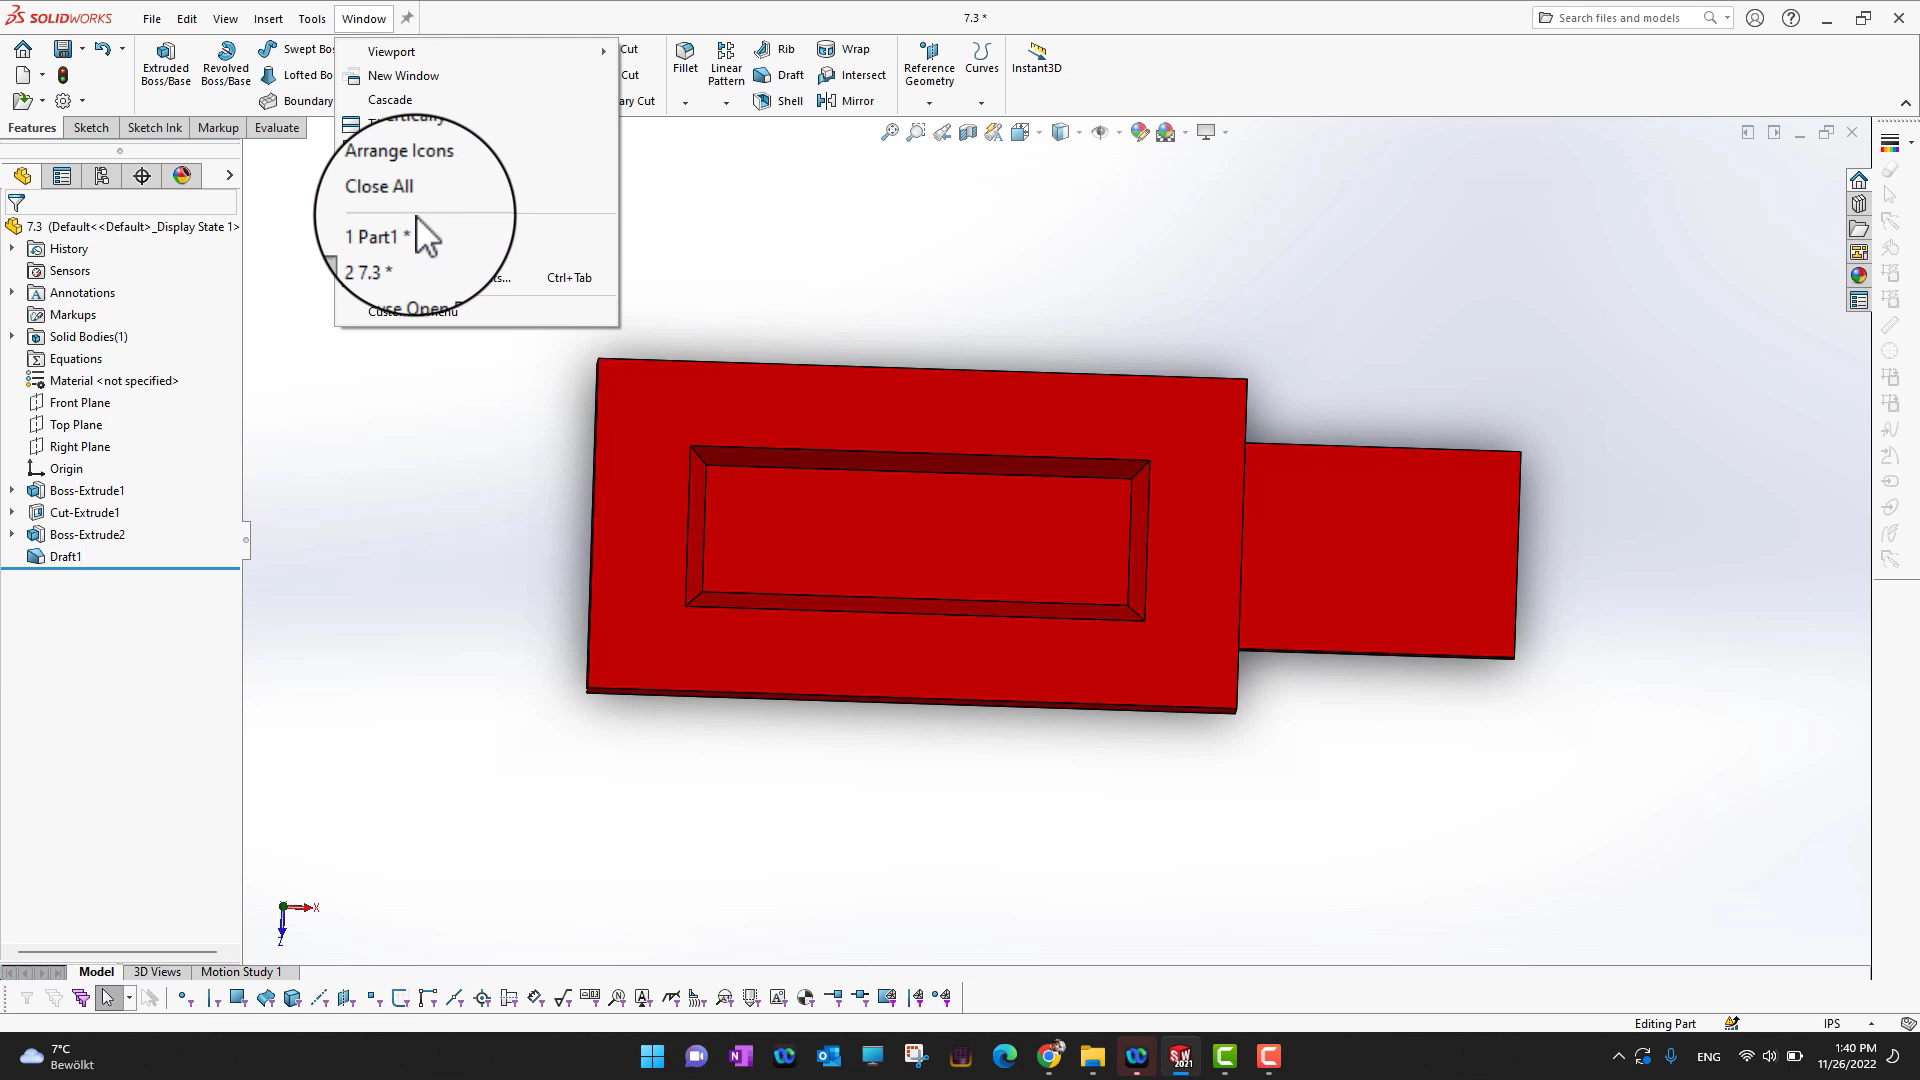 SOLIDWORKS
File
Edit
View
Insert
Tools
Window
7.3 *
Search files and models
Extruded Boss/Base
Revolved Boss/Base
Swept Bos
Lofted Bo
Boundary
Cut
Cut
ary Cut
Fillet
Linear Pattern
Rib
Draft
Shell
Wrap
Intersect
Mirror
Reference Geometry
Curves
Instant3D
Viewport
New Window
Cascade
Arrange Icons
Close All
1 Part1 *
2 7.3 *
ts...
Ctrl+Tab
Features
Sketch
Sketch Ink
Markup
Evaluate
7.3 (Default<<Default>_Display State 1>
History
Sensors
Annotations
Markups
Solid Bodies(1)
Equations
Material <not specified>
Front Plane
Top Plane
Right Plane
Origin
Boss-Extrude1
Cut-Extrude1
Boss-Extrude2
Draft1
X
Z
Model
3D Views
Motion Study 1
Editing Part
IPS
7°C
Bewölkt
SW
2021
ENG
1:40 PM
11/26/2022